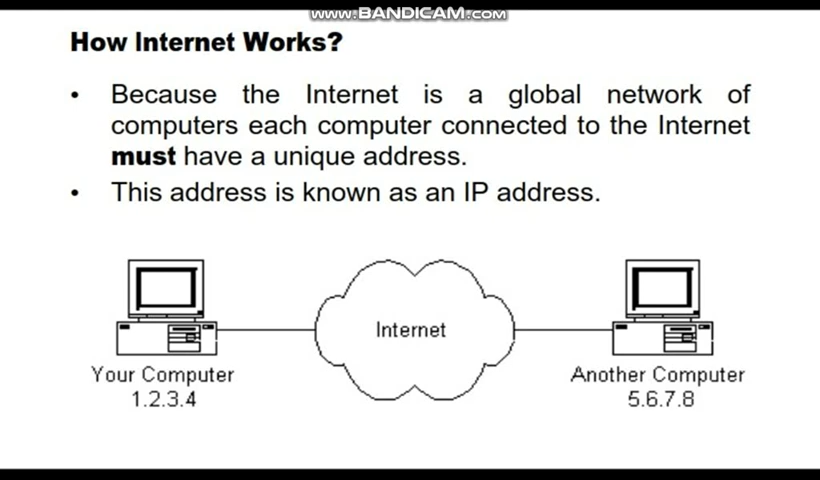 www.BANDICAM.com
How Internet Works?
• Because the Internet is a global network of
computers each computer connected to the Internet
must have a unique address.
• This address is known as an IP address.
Internet
Your Computer
1.2.3.4
Another Computer
5.6.7.8